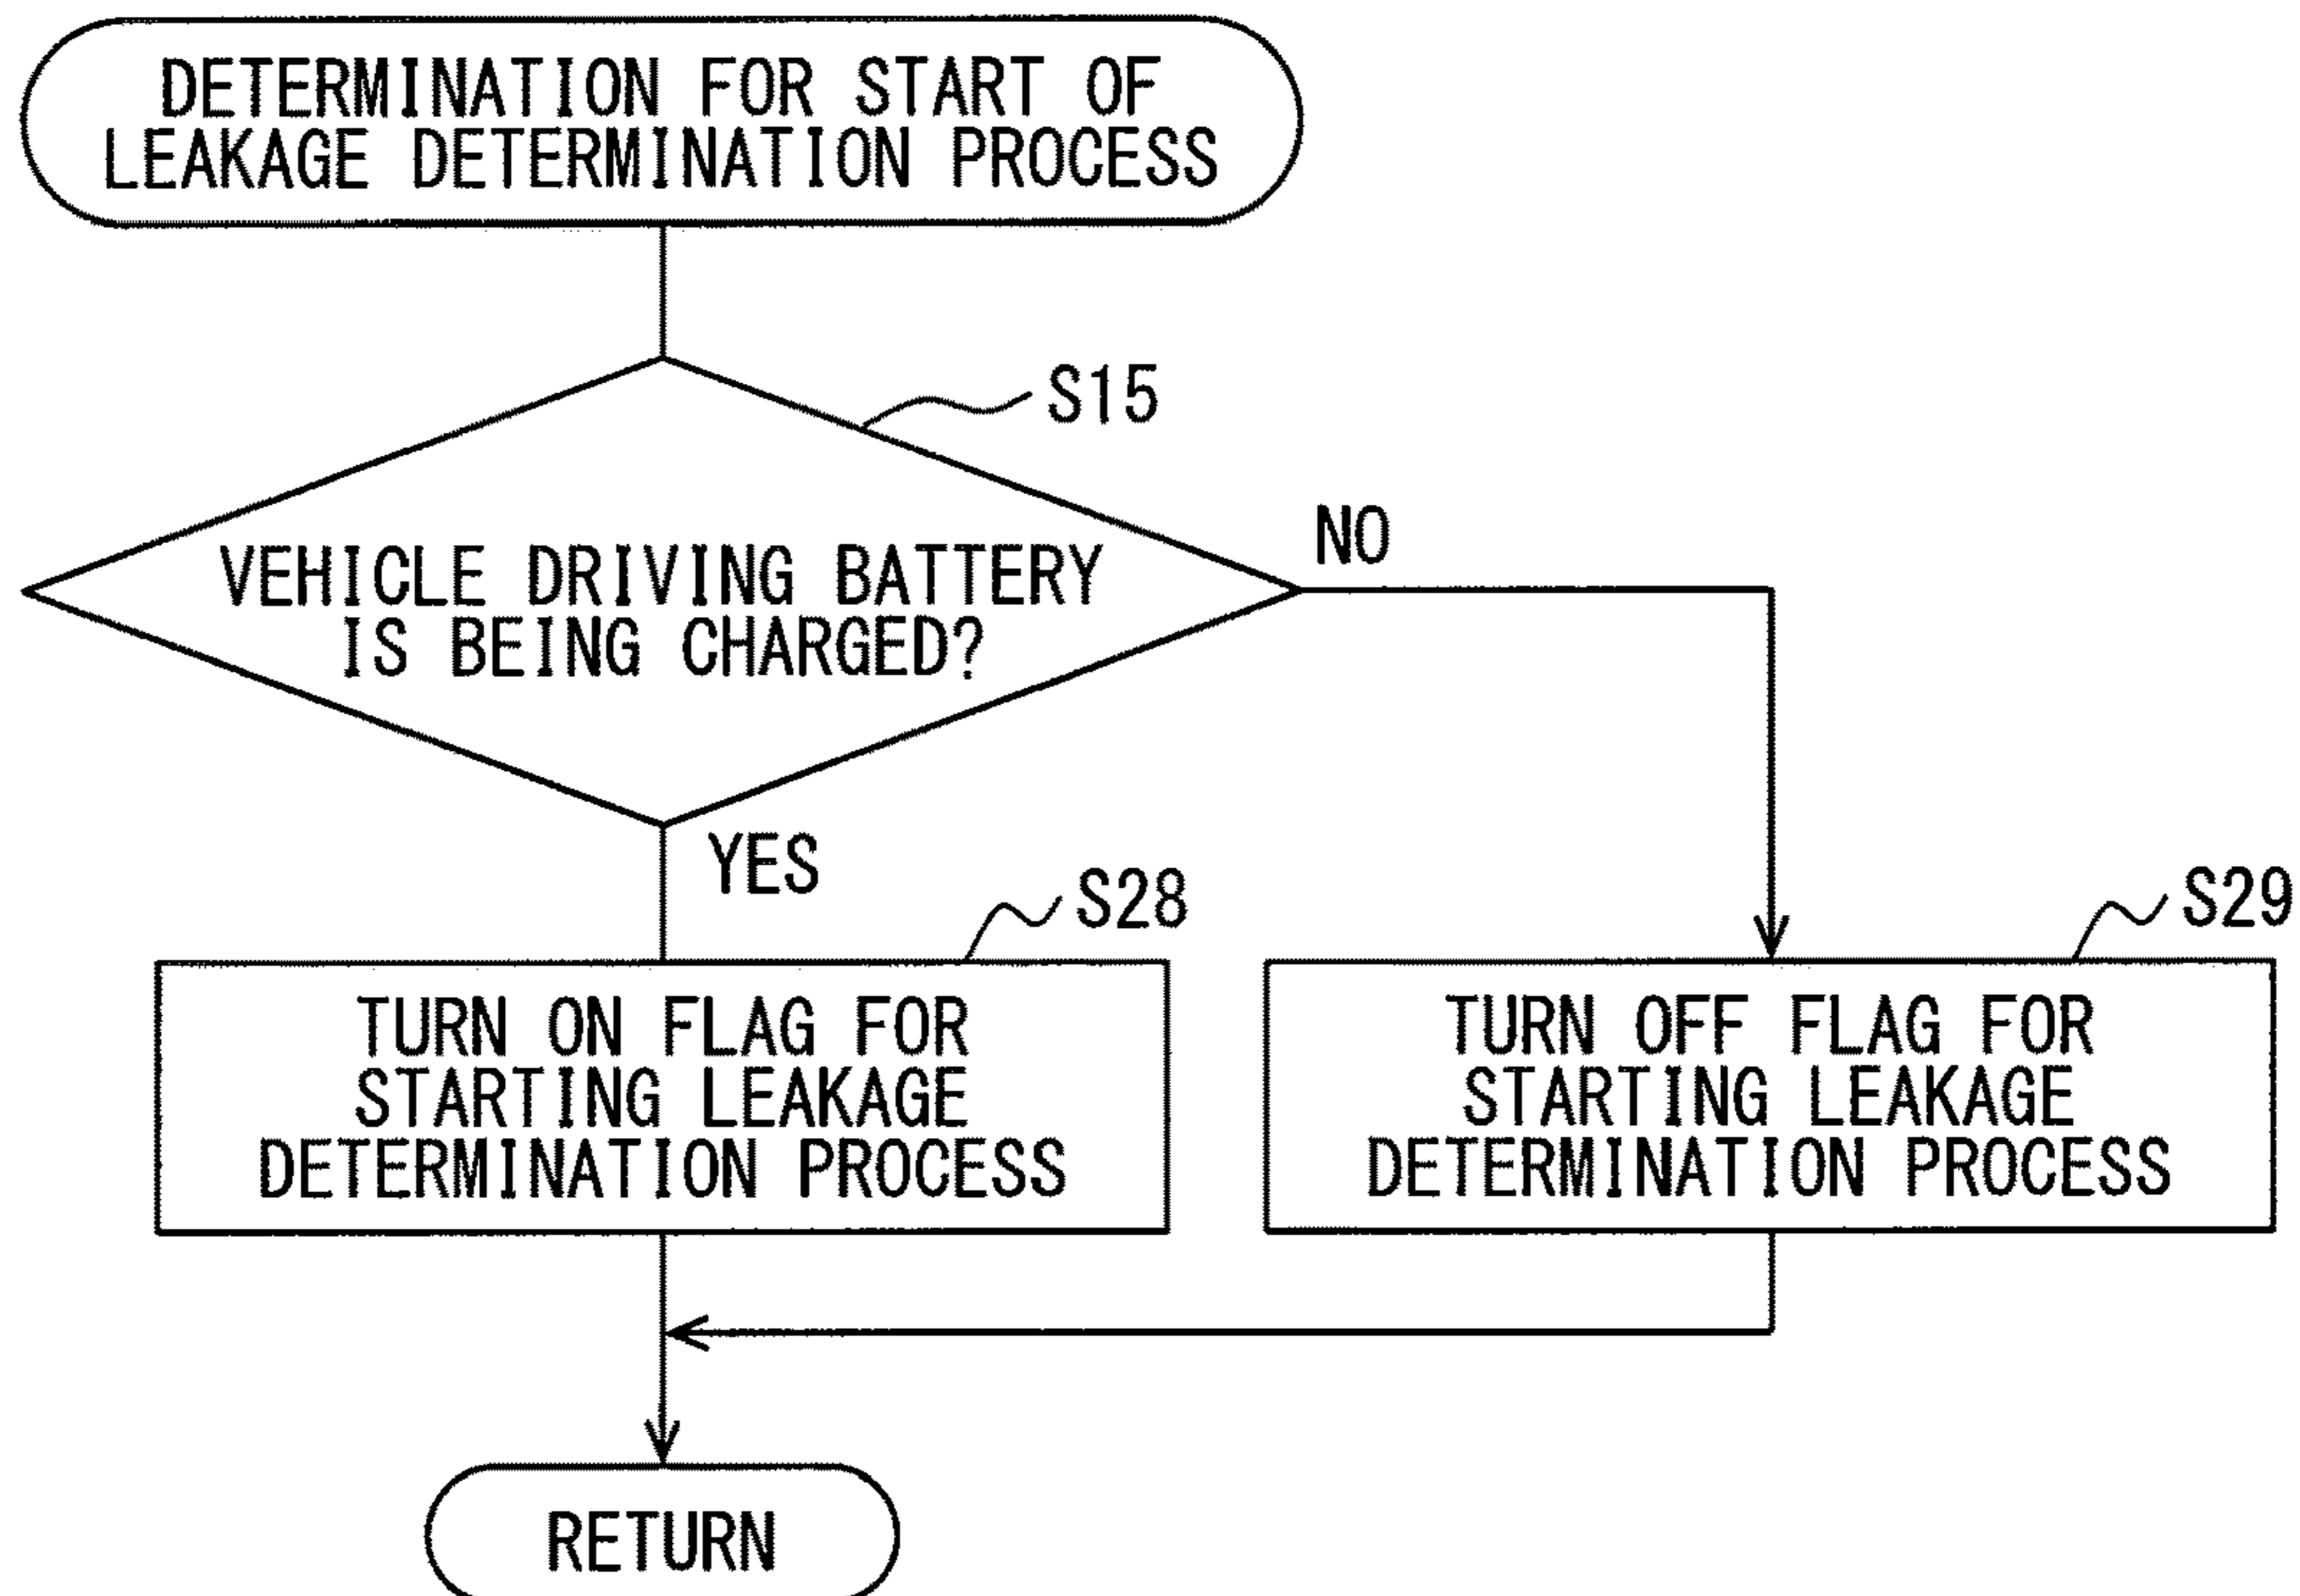 DETERMINATION FOR START OF
LEAKAGE DETERMINATION PROCESS
S15
VEHICLE DRIVING BATTERY
IS BEING CHARGED?
NO
YES
S28
TURN ON FLAG FOR
STARTING LEAKAGE
DETERMINATION PROCESS
S29
TURN OFF FLAG FOR
STARTING LEAKAGE
DETERMINATION PROCESS
RETURN